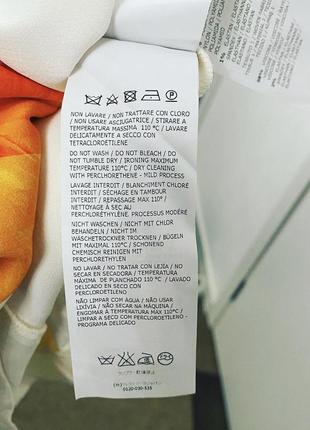 NON LAVARE / NON TRATTARE CON CLORO
/ NON USARE ASCIUGATRICE / STIRARE A
TEMPERATURA MASSIMA 110 °C / LAVARE
DELICATAMENTE A SECCO CON
TETRACLOROETILENE
DO NOT WASH / DO NOT BLEACH / DO
NOT TUMBLE DRY / IRONING MAXIMUM
TEMPERATURE 110°C / DRY CLEANING
WITH PERCHLORETHENE - MILD PROCESS
LAVAGE INTERDIT / BLANCHIMENT CHLORÉ
INTERDIT / SÉCHAGE EN TAMBOUR
INTERDIT / REPASSAGE MAX 110° /
NETTOYAGE À SEC AU
PERCHLORÉTHYLÈNE. PROCESSUS MODÉRÉ
NICHT WASCHEN / NICHT MIT CHLOR
BEHANDELN / NICHT IM
WÄSCHETROCKNER TROCKNEN / BÜGELN
MIT MAXIMAL 110°C / SCHONEND
CHEMISCH REINIGEN MIT
PERCHLORETHYLEN
NO LAVAR / NO TRATAR CON LEJIA / NO
SECAR EN SECADORA / TEMPERATURA
MÁXIMA DE PLANCHADO 110 °C / LAVADO
DELICADO EN SECO CON
PERCLOROETILENO
NÃO LIMPAR COM ÁGUA / NÃO USAR
LIXÍVIA / NÃO SECAR NA MÁQUINA /
ENGOMAR À TEMPERATURA MÁX 110°C /
LIMPAR A SECO COM PERCLOROETILENO -
PROGRAMA DELICADO
0120-030-535